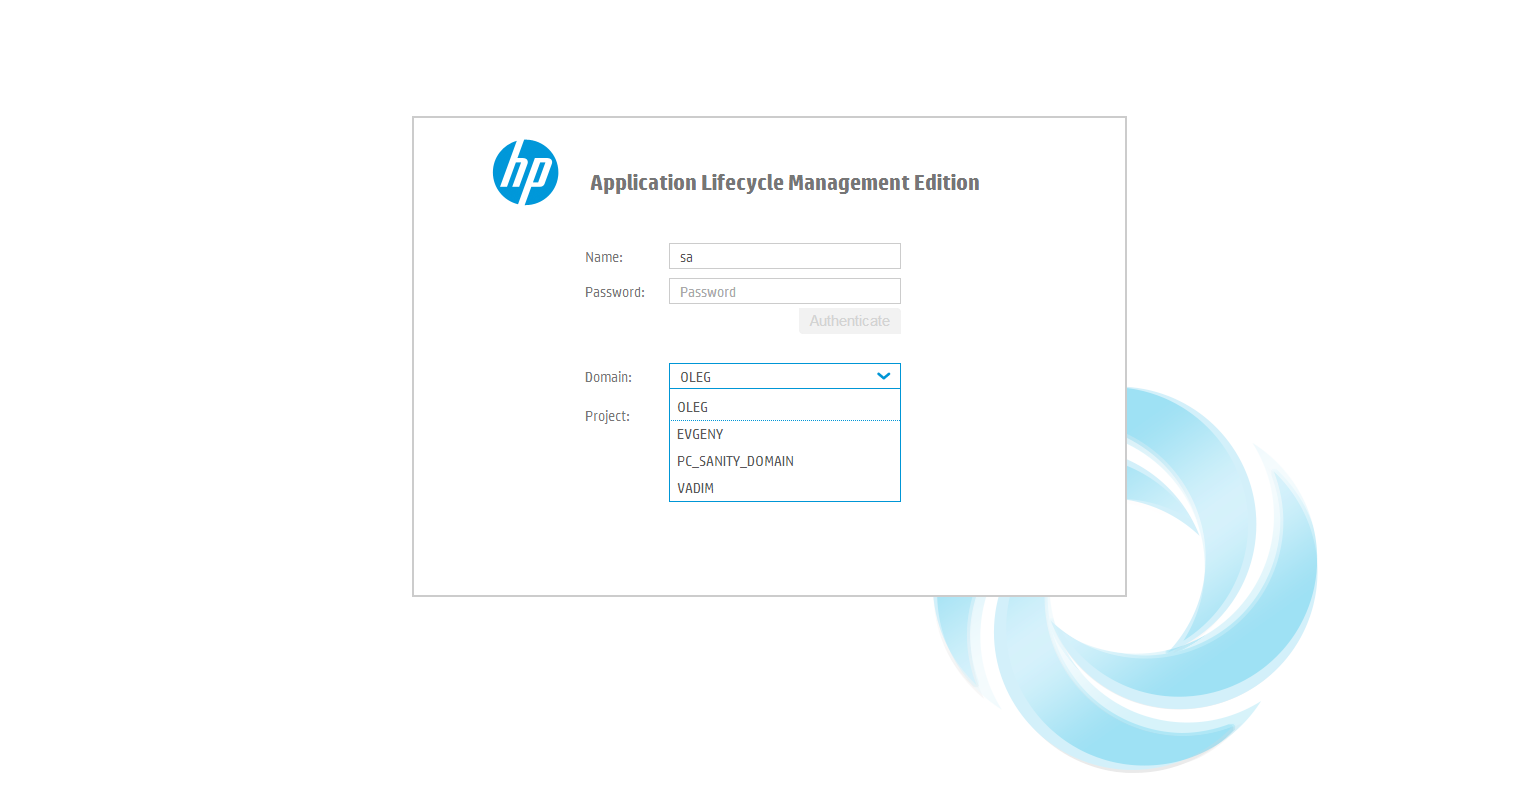 hp
Application Lifecycle Management Edition
Name: sa
Password: Password
Authenticate
Domain: OLEG
OLEG
Project:
EVGENY
PC_SANITY_DOMAIN
VADIM